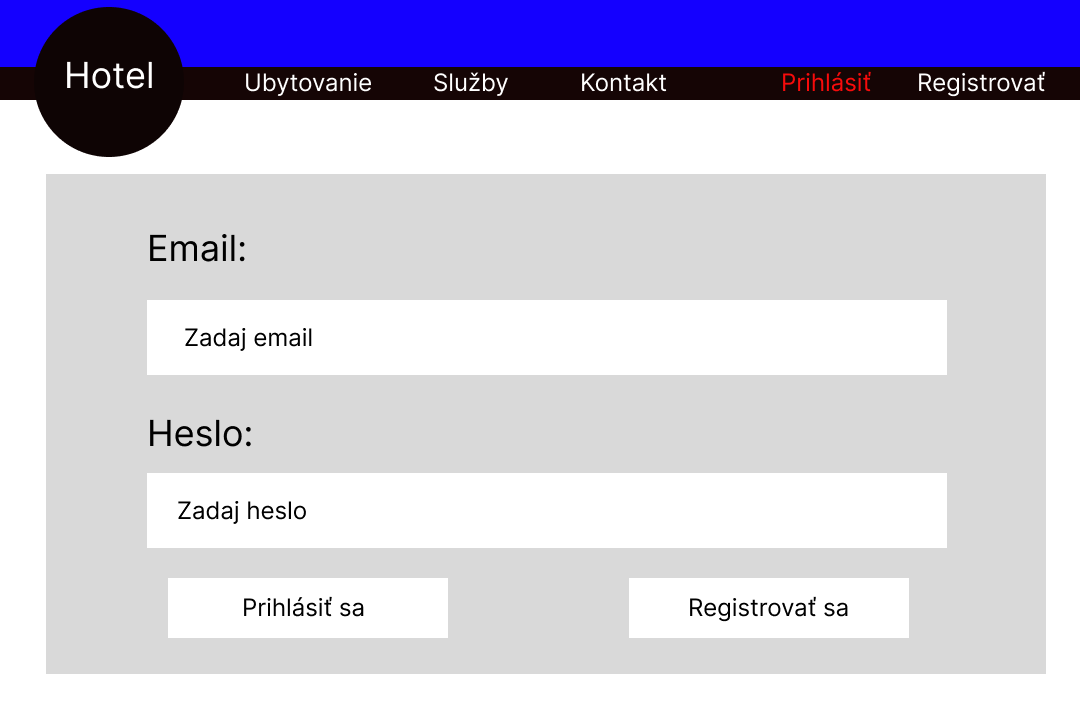 Hotel
Ubytovanie Služby Kontakt Prihlásiť Registrovať
Email:
Zadaj email
Heslo:
Zadaj heslo
Prihlásiť sa Registrovať sa